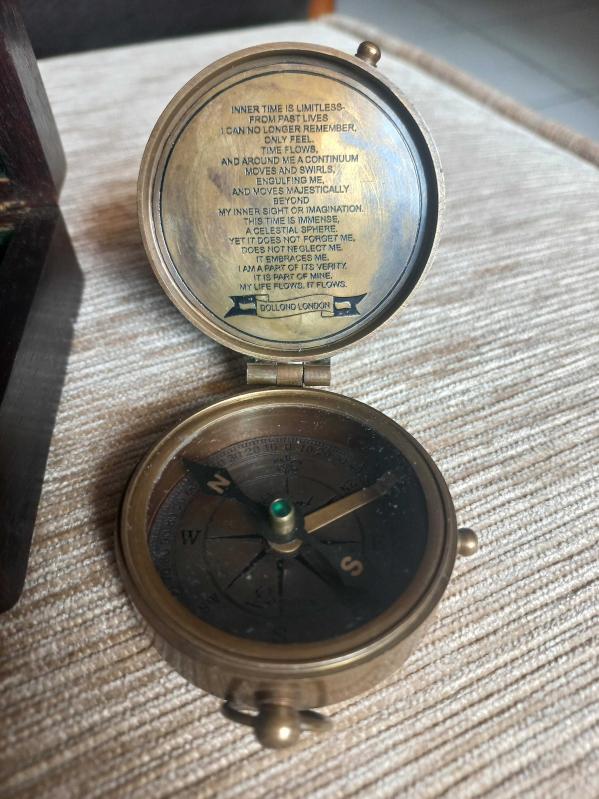 INNER TIME IS LIMITLESS-
FROM PAST LIVES
I CAN NO LONGER REMEMBER,
ONLY FEEL.
TIME FLOWS,
AND AROUND ME A CONTINUUM
MOVES AND SWIRLS,
ENGULFING ME,
AND MOVES MAJESTICALLY
BEYOND
MY INNER SIGHT OR IMAGINATION.
THIS TIME IS IMMENSE,
A CELESTIAL SPHERE,
YET IT DOES NOT FORGET ME,
DOES NOT NEGLECT ME.
IT EMBRACES ME.
I AM A PART OF ITS VERITY.
IT IS PART OF MINE.
MY LIFE FLOWS. IT FLOWS.
DOLLOND LONDON
N
W
S